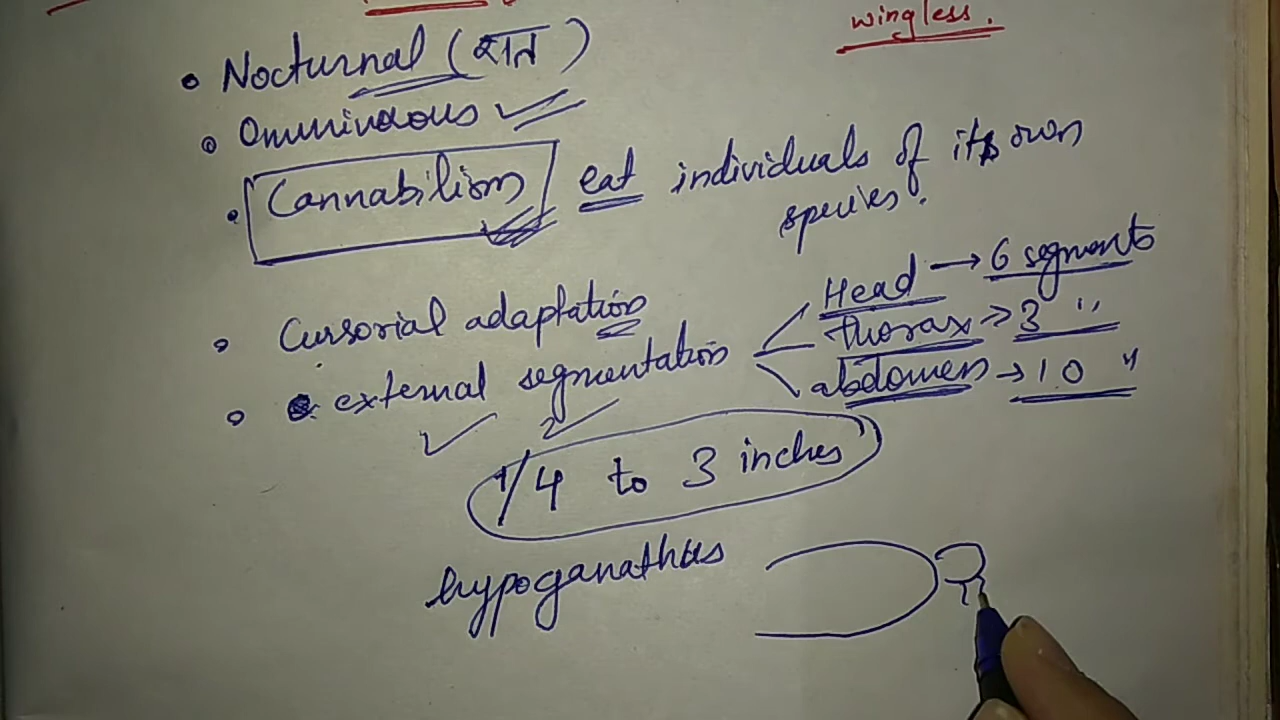 wingless.
• Nocturnal (रात)
• Omnivorous
• Cannabilism eat individuals of its own
species.
• Cursorial adaptation
• external segmentation
Head → 6 segments
thorax → 3 "
abdomen → 10 "
1/4 to 3 inches
hypoganathus